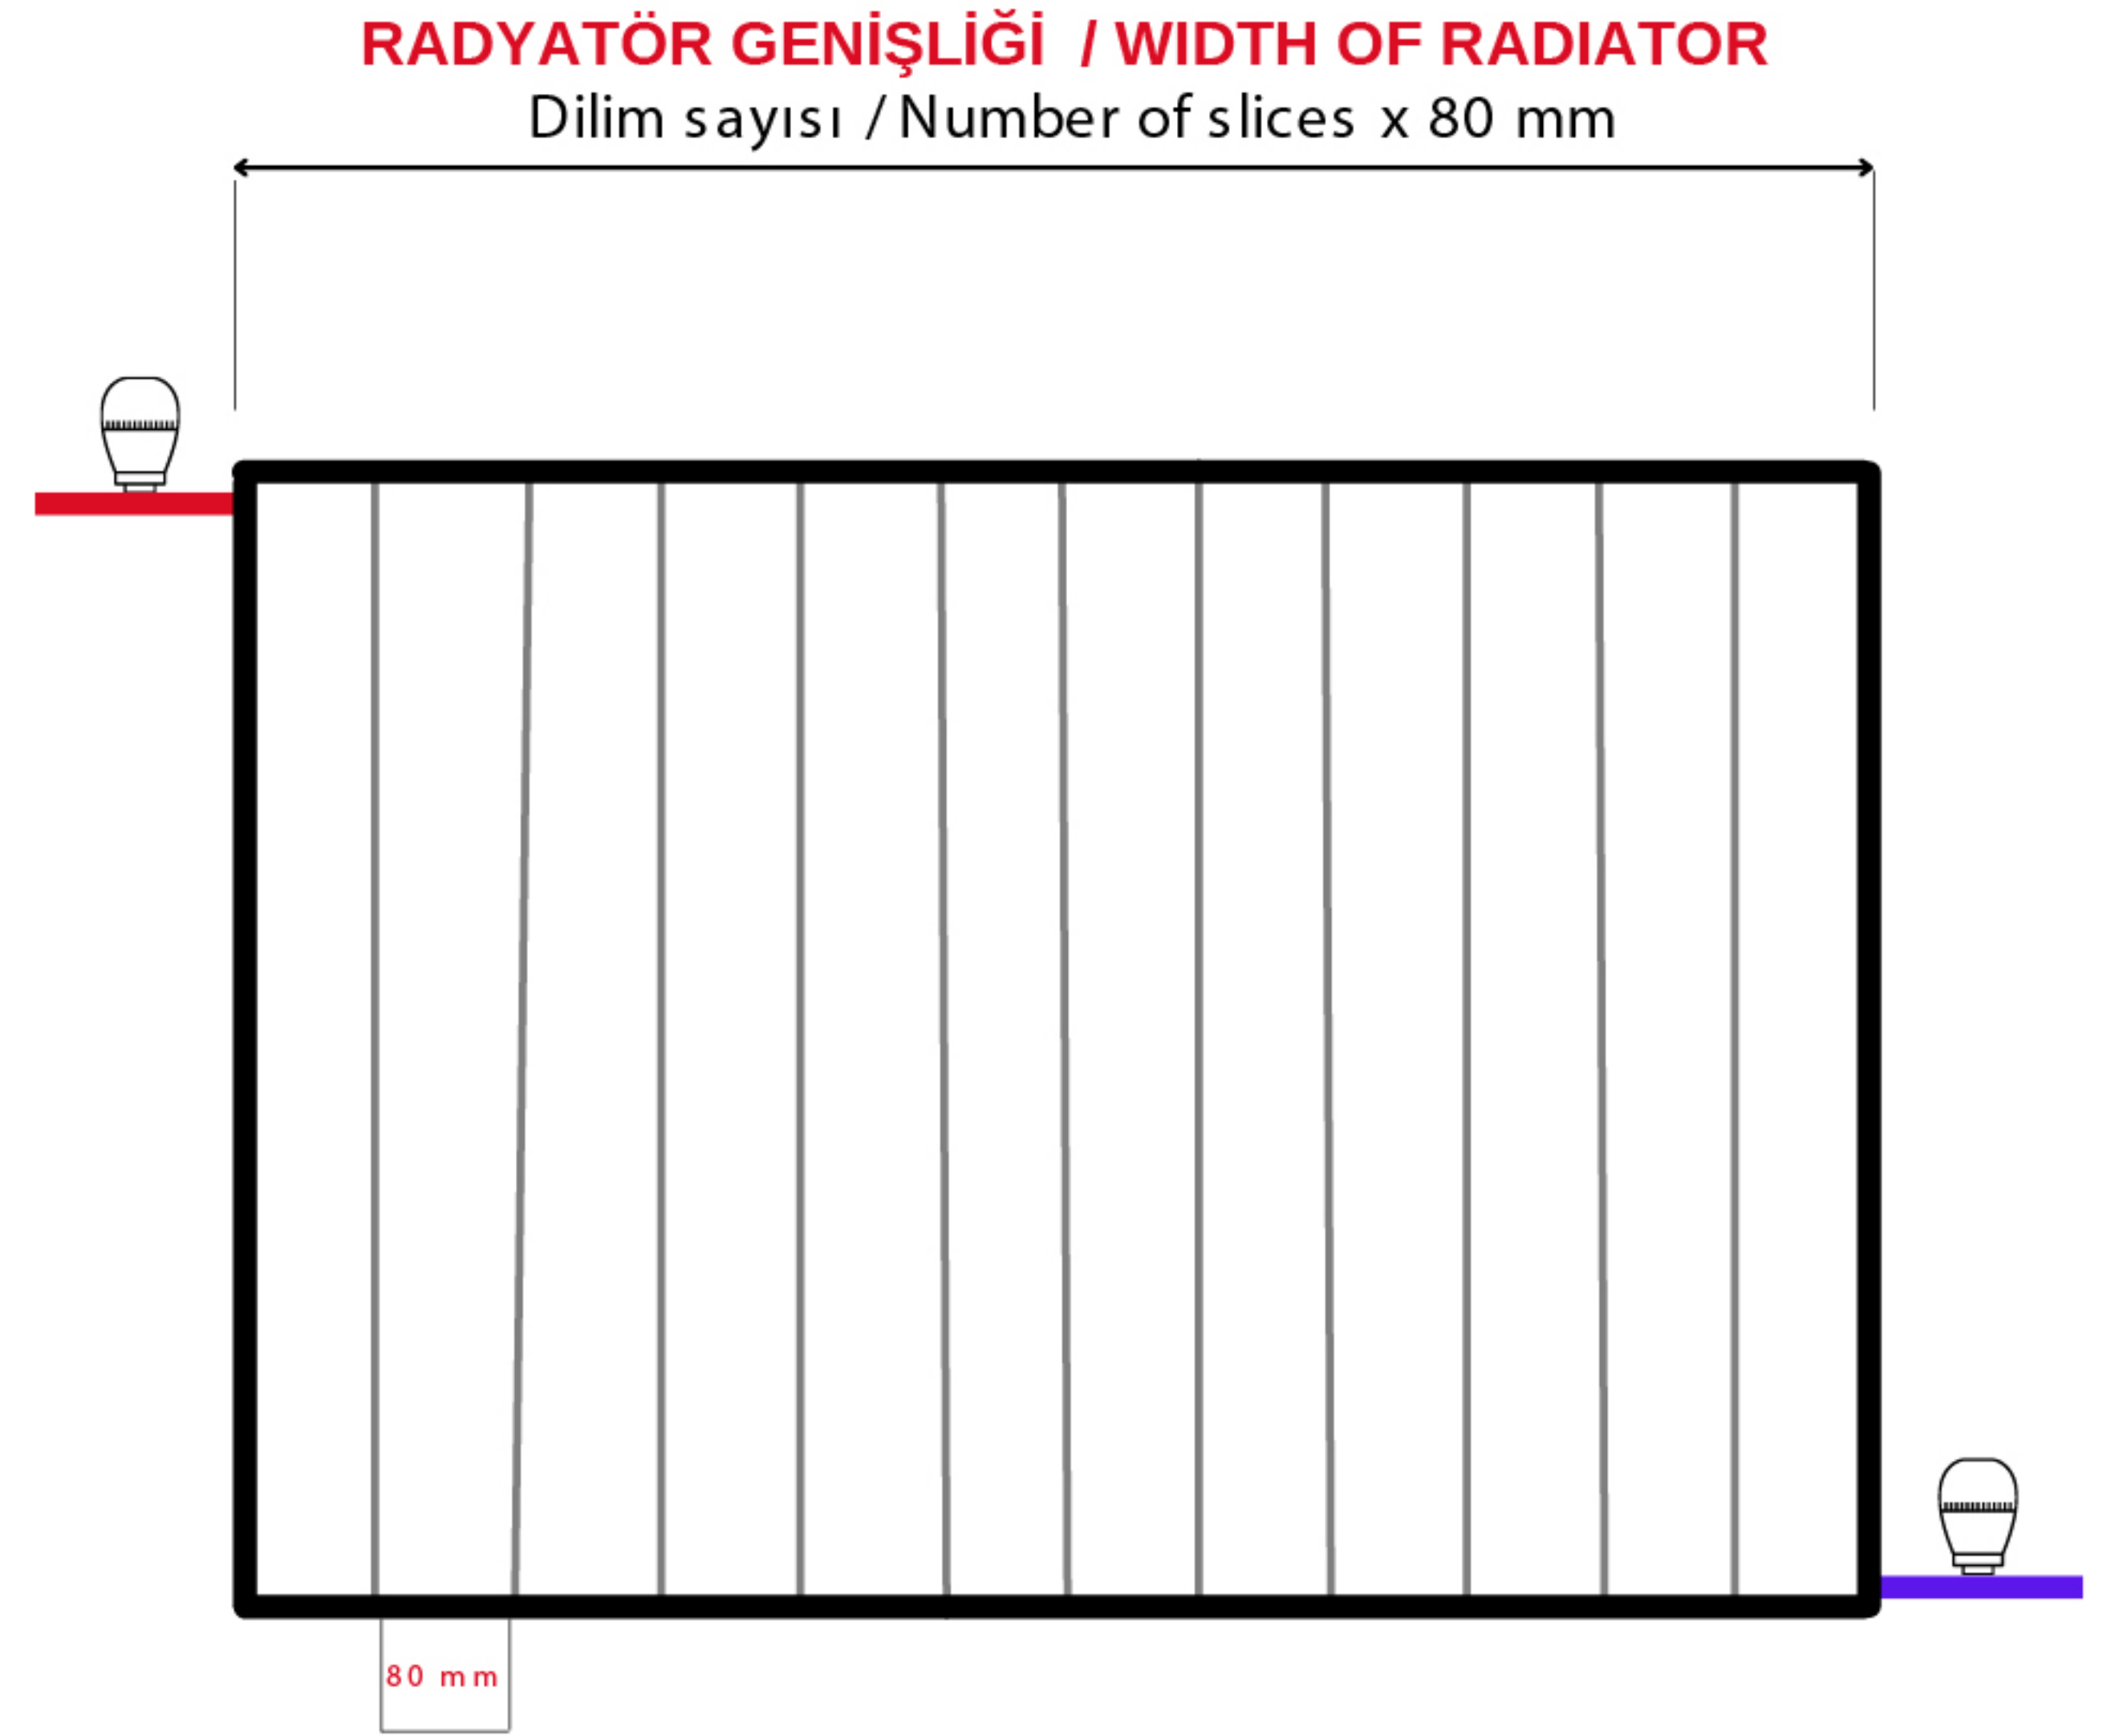 RADYATÖR GENİŞLİĞİ / WIDTH OF RADIATOR
Dilim sayısı / Number of slices x 80 mm
80 mm